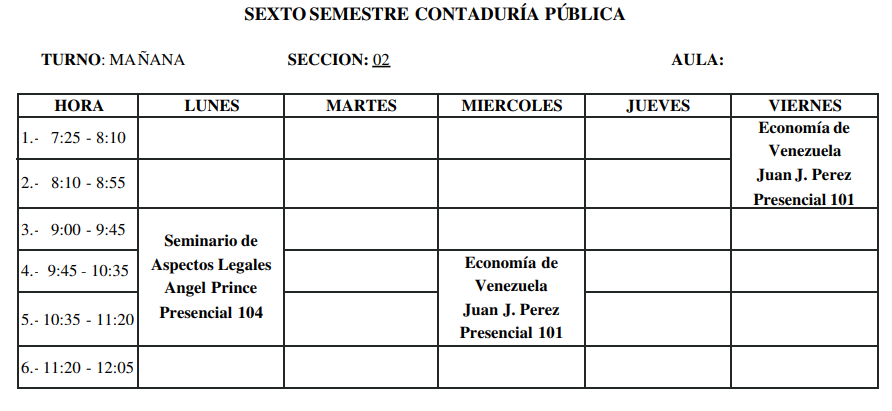 SEXTO SEMESTRE CONTADURÍA PÚBLICA
TURNO: MAÑANA SECCION: 02 AULA:
HORA LUNES MARTES MIERCOLES JUEVES VIERNES
1.- 7:25 - 8:10
2.- 8:10 - 8:55
Economía de
Venezuela
Juan J. Perez
Presencial 101
3.- 9:00 - 9:45
4.- 9:45 - 10:35
5.- 10:35 - 11:20
Seminario de
Aspectos Legales
Angel Prince
Presencial 104
Economía de
Venezuela
Juan J. Perez
Presencial 101
6.- 11:20 - 12:05